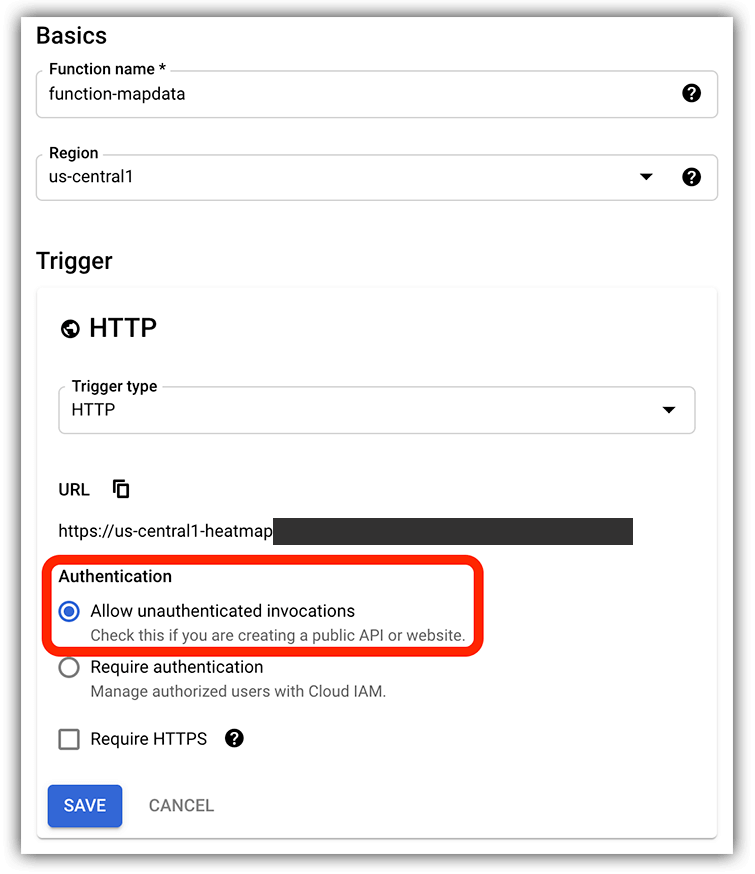 Basics
Function name *
function-mapdata
Region
us-central1
Trigger
HTTP
Trigger type
HTTP
URL
https://us-central1-heatmap
Authentication
Allow unauthenticated invocations
Check this if you are creating a public API or website.
Require authentication
Manage authorized users with Cloud IAM.
Require HTTPS
SAVE CANCEL